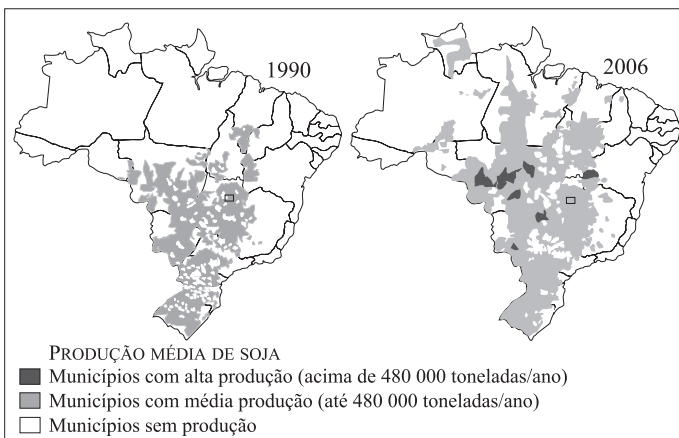 1990
2006
PRODUÇÃO MÉDIA DE SOJA
Municípios com alta produção (acima de 480 000 toneladas/ano)
Municípios com média produção (até 480 000 toneladas/ano)
Municípios sem produção